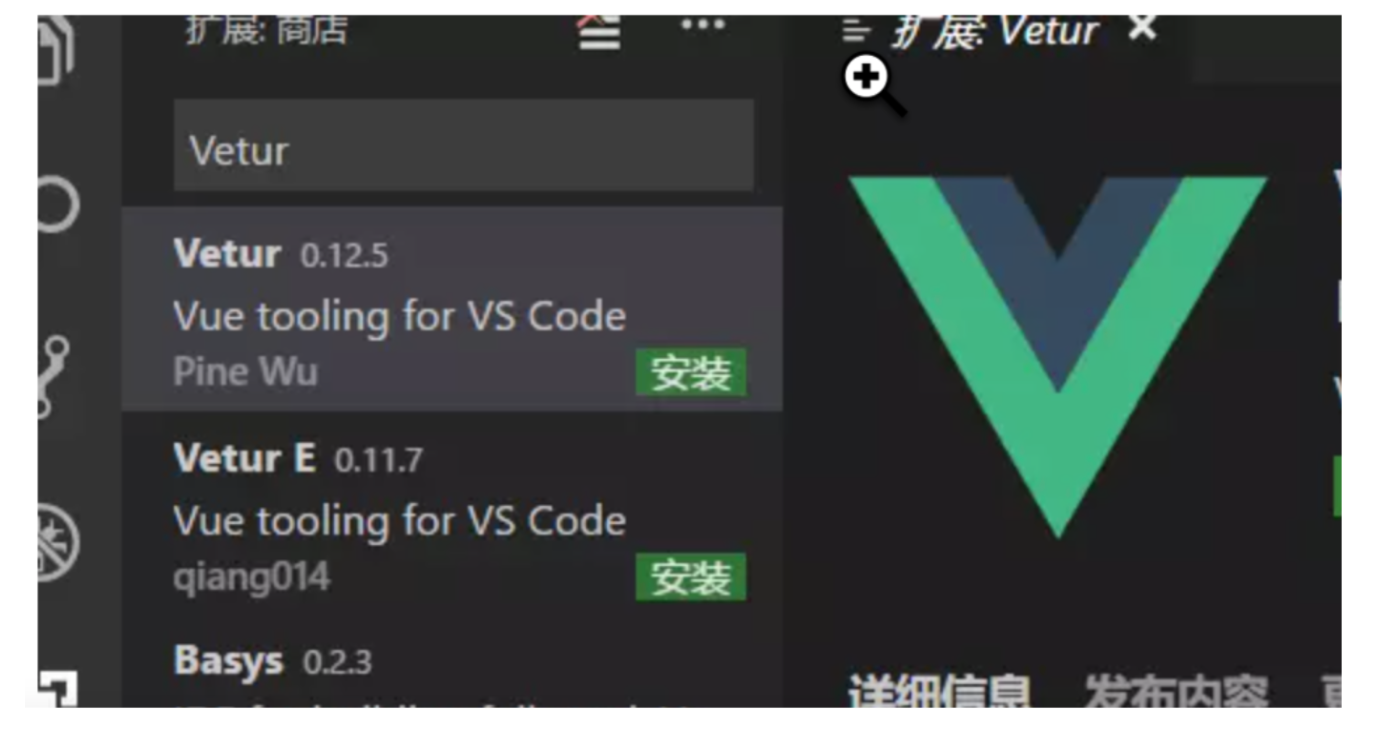 扩展: 商店
扩展: Vetur
Vetur
Vetur 0.12.5
Vue tooling for VS Code
Pine Wu
安装
Vetur E 0.11.7
Vue tooling for VS Code
qiang014
安装
Basys 0.2.3
详细信息
发布内容